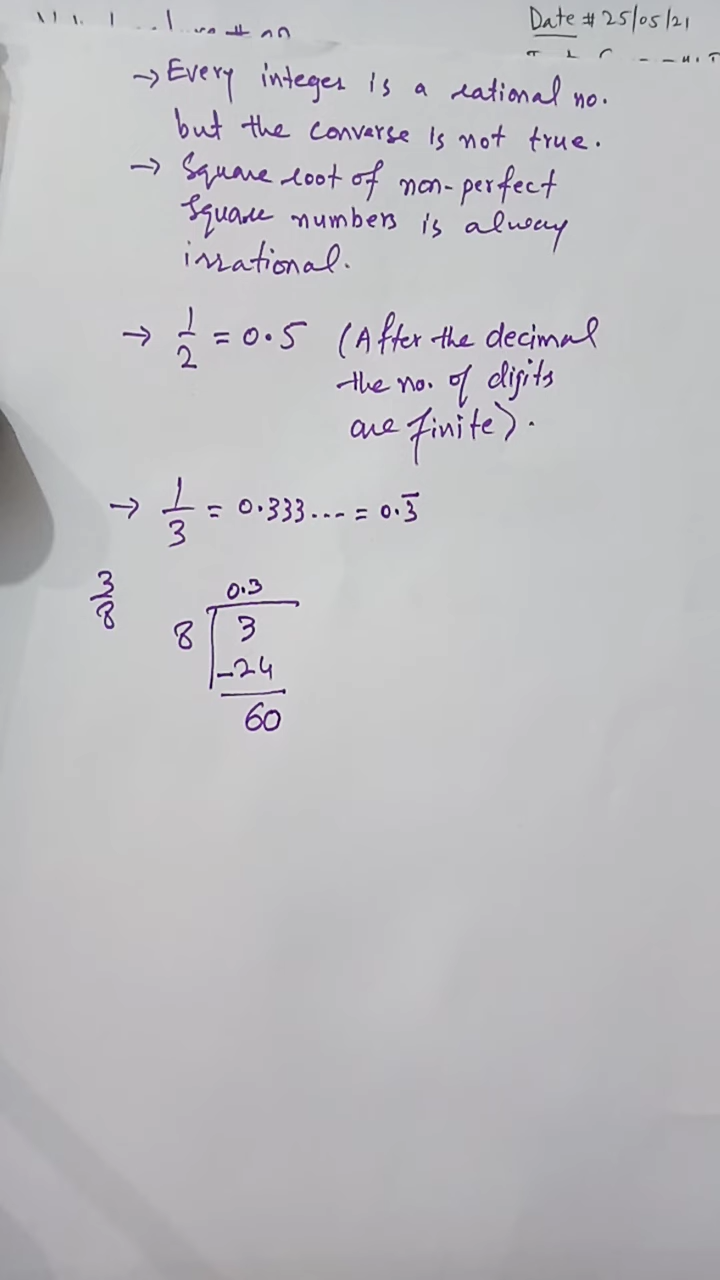 Date # 25/05/21
→ Every integer is a rational no.
but the converse is not true.
→ Square root of non-perfect
Square numbers is alway
irrational.
→ 1/2 = 0.5 (After the decimal
the no. of digits
are finite).
→ 1/3 = 0.333... = 0.3̅
3/8
0.3
8 3
-24
60